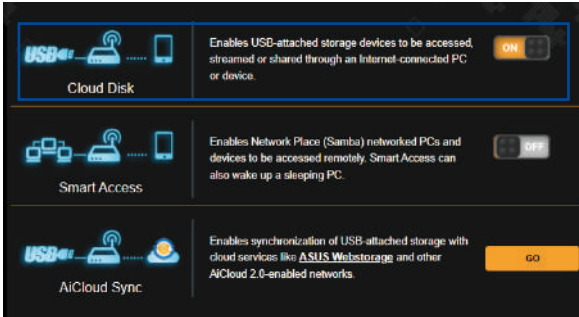 USB
Cloud Disk
Enables USB-attached storage devices to be accessed,
streamed or shared through an Internet-connected PC
or device.
ON
Smart Access
Enables Network Place (Samba) networked PCs and
devices to be accessed remotely. Smart Access can
also wake up a sleeping PC.
OFF
USB
AiCloud Sync
Enables synchronization of USB-attached storage with
cloud services like ASUS Webstorage and other
AiCloud 2.0-enabled networks.
GO